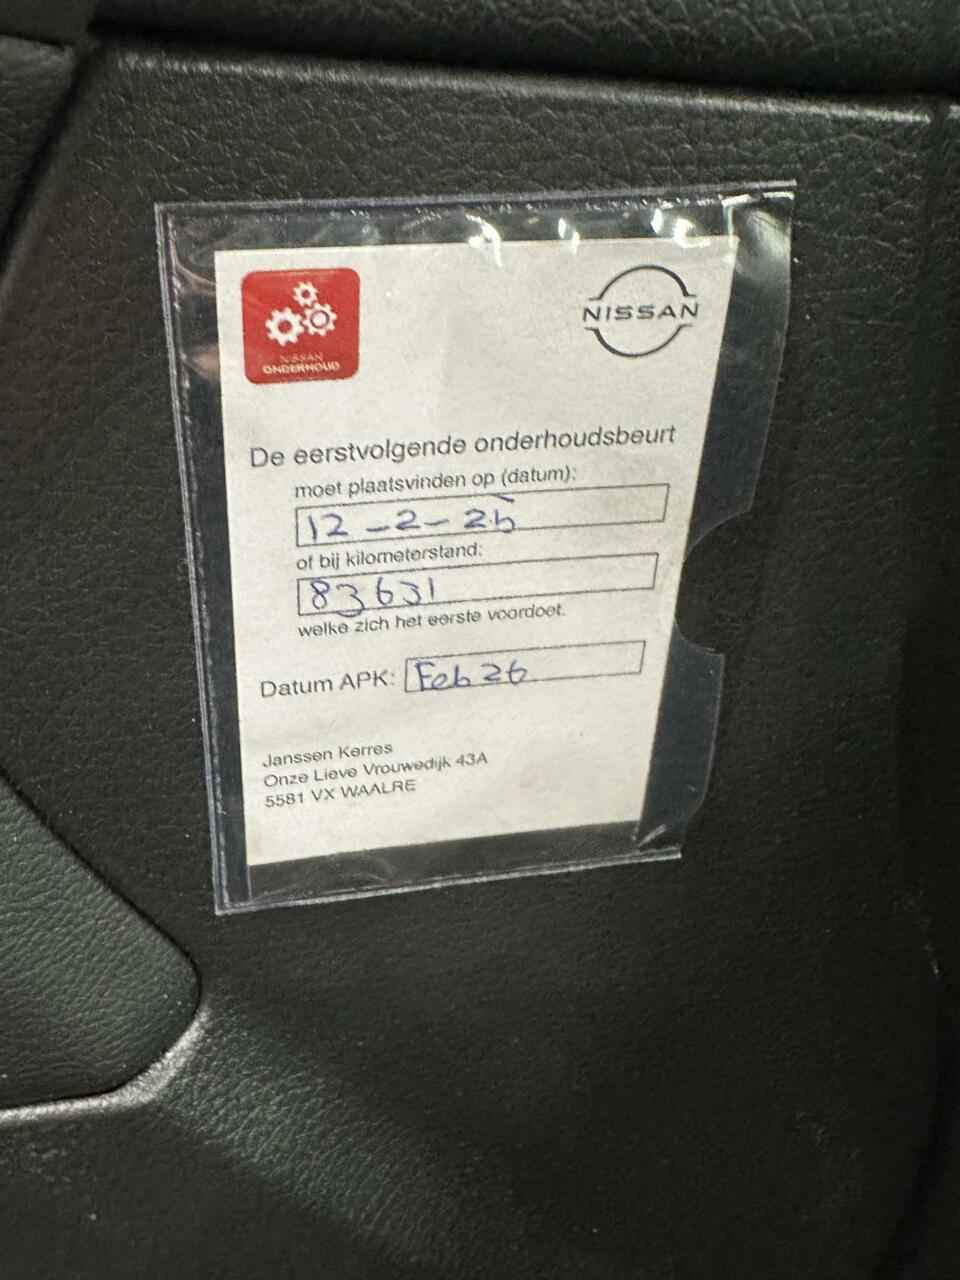 NISSAN
ONDERHOUD
NISSAN
De eerstvolgende onderhoudsbeurt
moet plaatsvinden op (datum):
12-2-25
of bij kilometerstand:
83631
welke zich het eerste voordoet.
Datum APK: Feb 26
Janssen Kerres
Onze Lieve Vrouwedijk 43A
5581 VX WAALRE